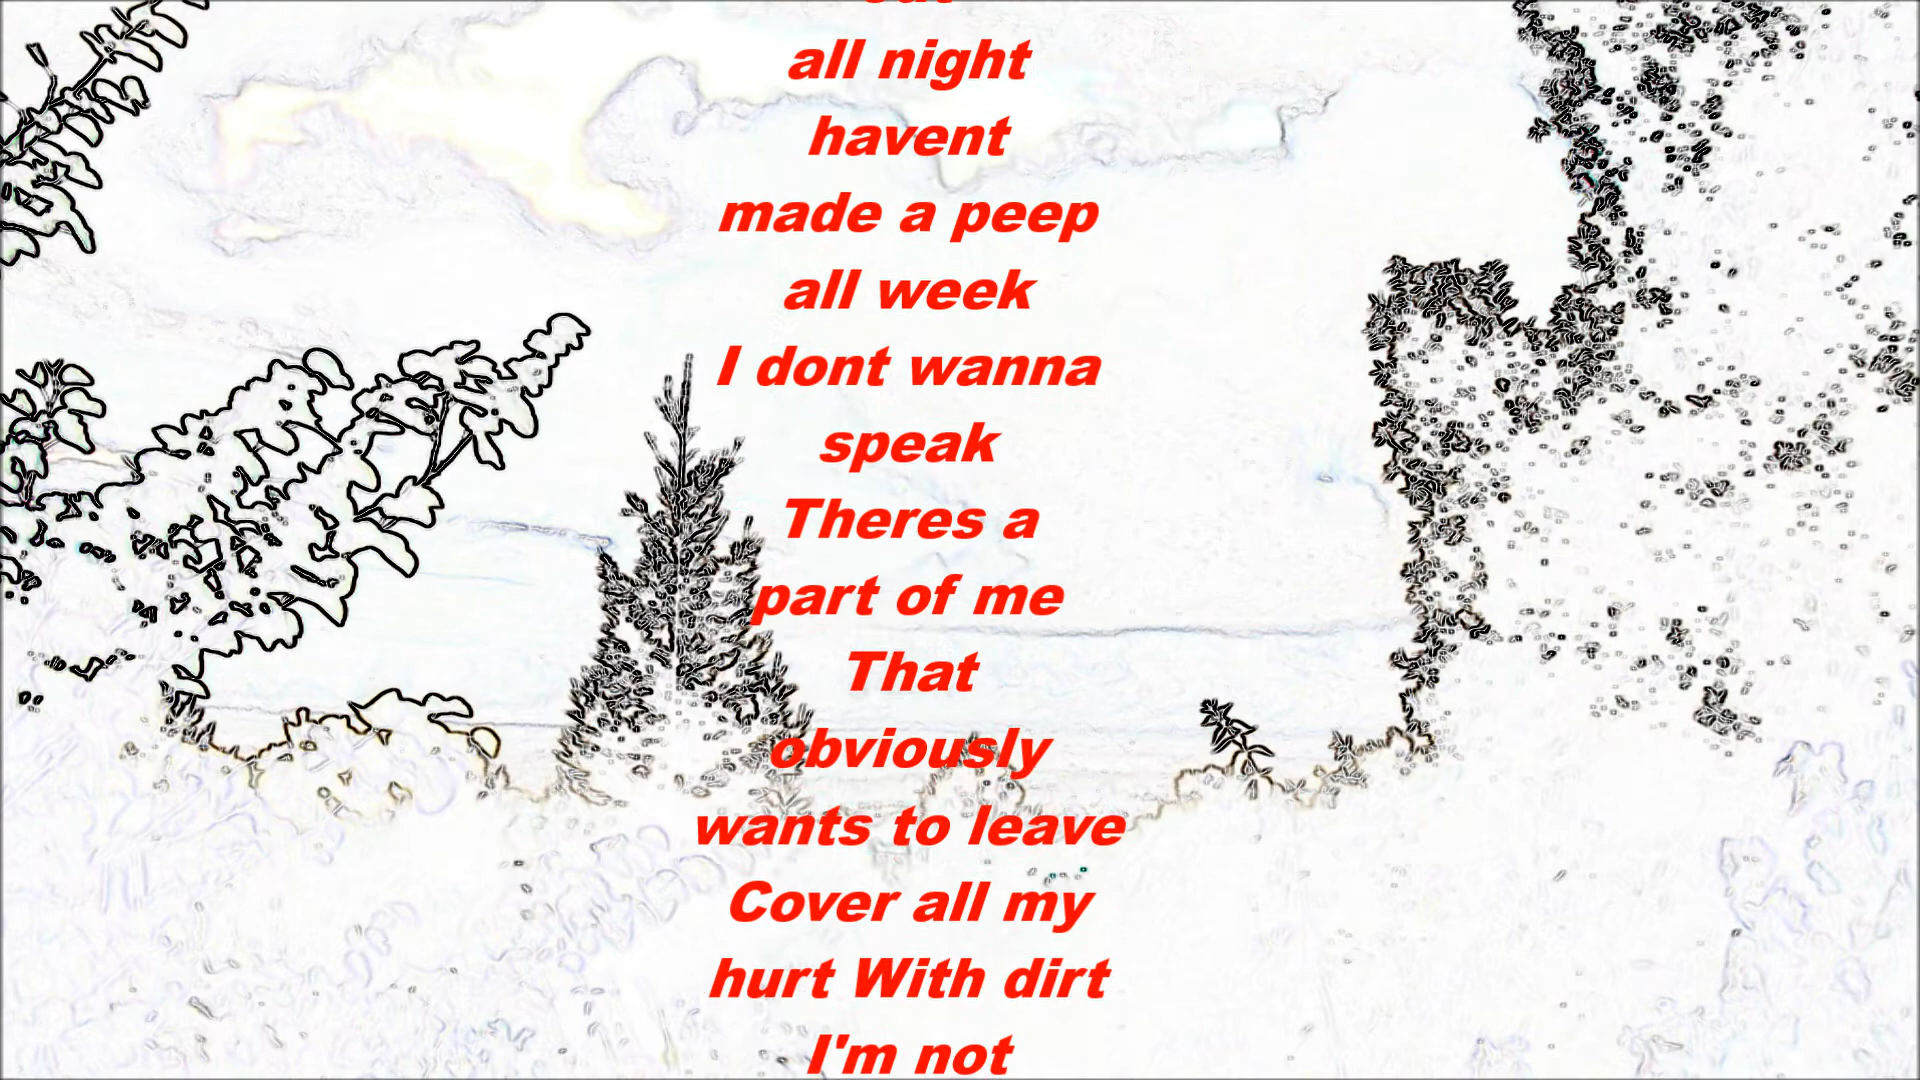 all night
havent
made a peep
all week
I dont wanna
speak
Theres a
part of me
That
obviously
wants to leave
Cover all my
hurt With dirt
I'm not